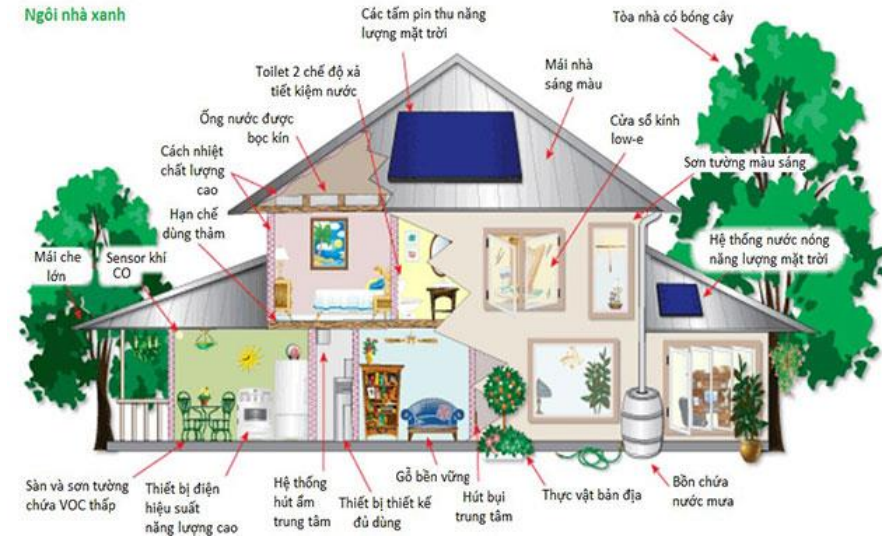 Ngôi nhà xanh
Các tấm pin thu năng
lượng mặt trời
Tòa nhà có bóng cây
Toilet 2 chế độ xả
tiết kiệm nước
Mái nhà
sáng màu
Ống nước được
bọc kín
Cửa sổ kính
low-e
Cách nhiệt
chất lượng
cao
Sơn tường màu sáng
Hạn chế
dùng thảm
Mái che
lớn
Sensor khí
CO
Hệ thống nước nóng
năng lượng mặt trời
Sàn và sơn tường
chứa VOC thấp
Thiết bị điện
hiệu suất
năng lượng cao
Hệ thống
hút ẩm
trung tâm
Thiết bị thiết kế
đủ dùng
Gỗ bền vững
Hút bụi
trung tâm
Thực vật bản địa
Bồn chứa
nước mưa